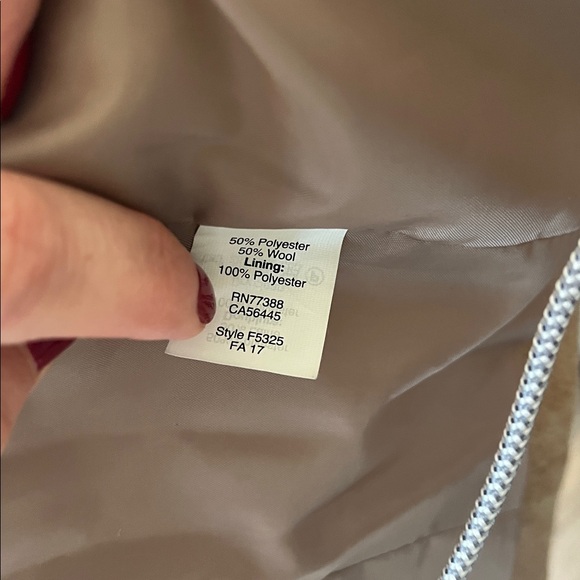 50% Polyester
50% Wool
Lining:
100% Polyester
RN77388
CA56445
Style F5325
FA 17